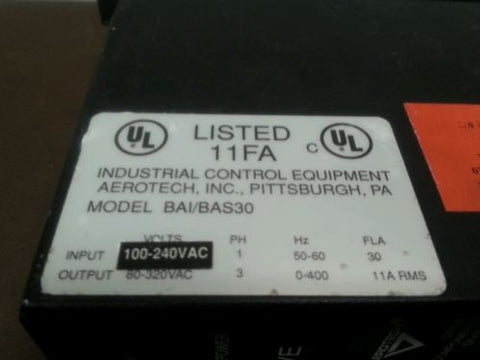 UL LISTED C UL
11FA
INDUSTRIAL CONTROL EQUIPMENT
AEROTECH, INC., PITTSBURGH, PA
MODEL BAI/BAS30
VOLTS PH Hz FLA
INPUT 100-240VAC 1 50-60 30
OUTPUT 80-320VAC 3 0-400 11A RMS